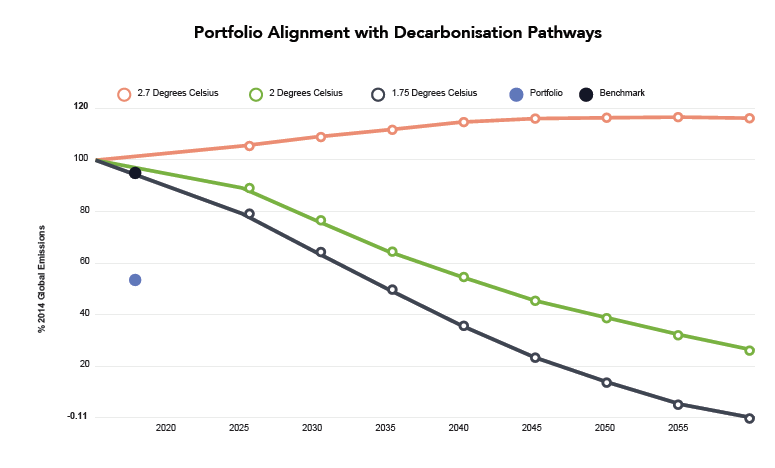 Portfolio Alignment with Decarbonisation Pathways
2.7 Degrees Celsius 2 Degrees Celsius 1.75 Degrees Celsius Portfolio Benchmark
120
100
80
60
40
20
-0.11
% 2014 Global Emissions
2020 2025 2030 2035 2040 2045 2050 2055